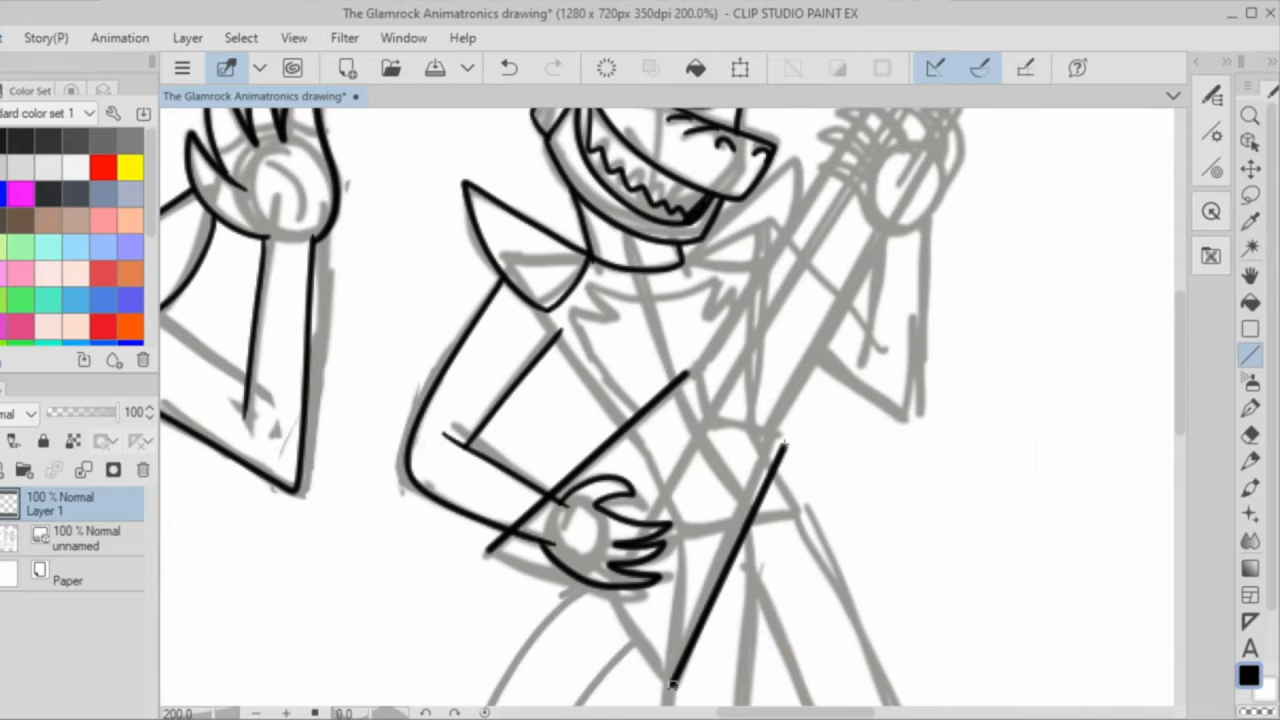 The Glamrock Animatronics drawing* (1280 x 720px 350dpi 200.0%) - CLIP STUDIO PAINT EX
Story(P) Animation Layer Select View Filter Window Help
Color Set
The Glamrock Animatronics drawing*
dard color set 1
mal 100
100 % Normal
Layer 1
100 % Normal
unnamed
Paper
200.0 0.0